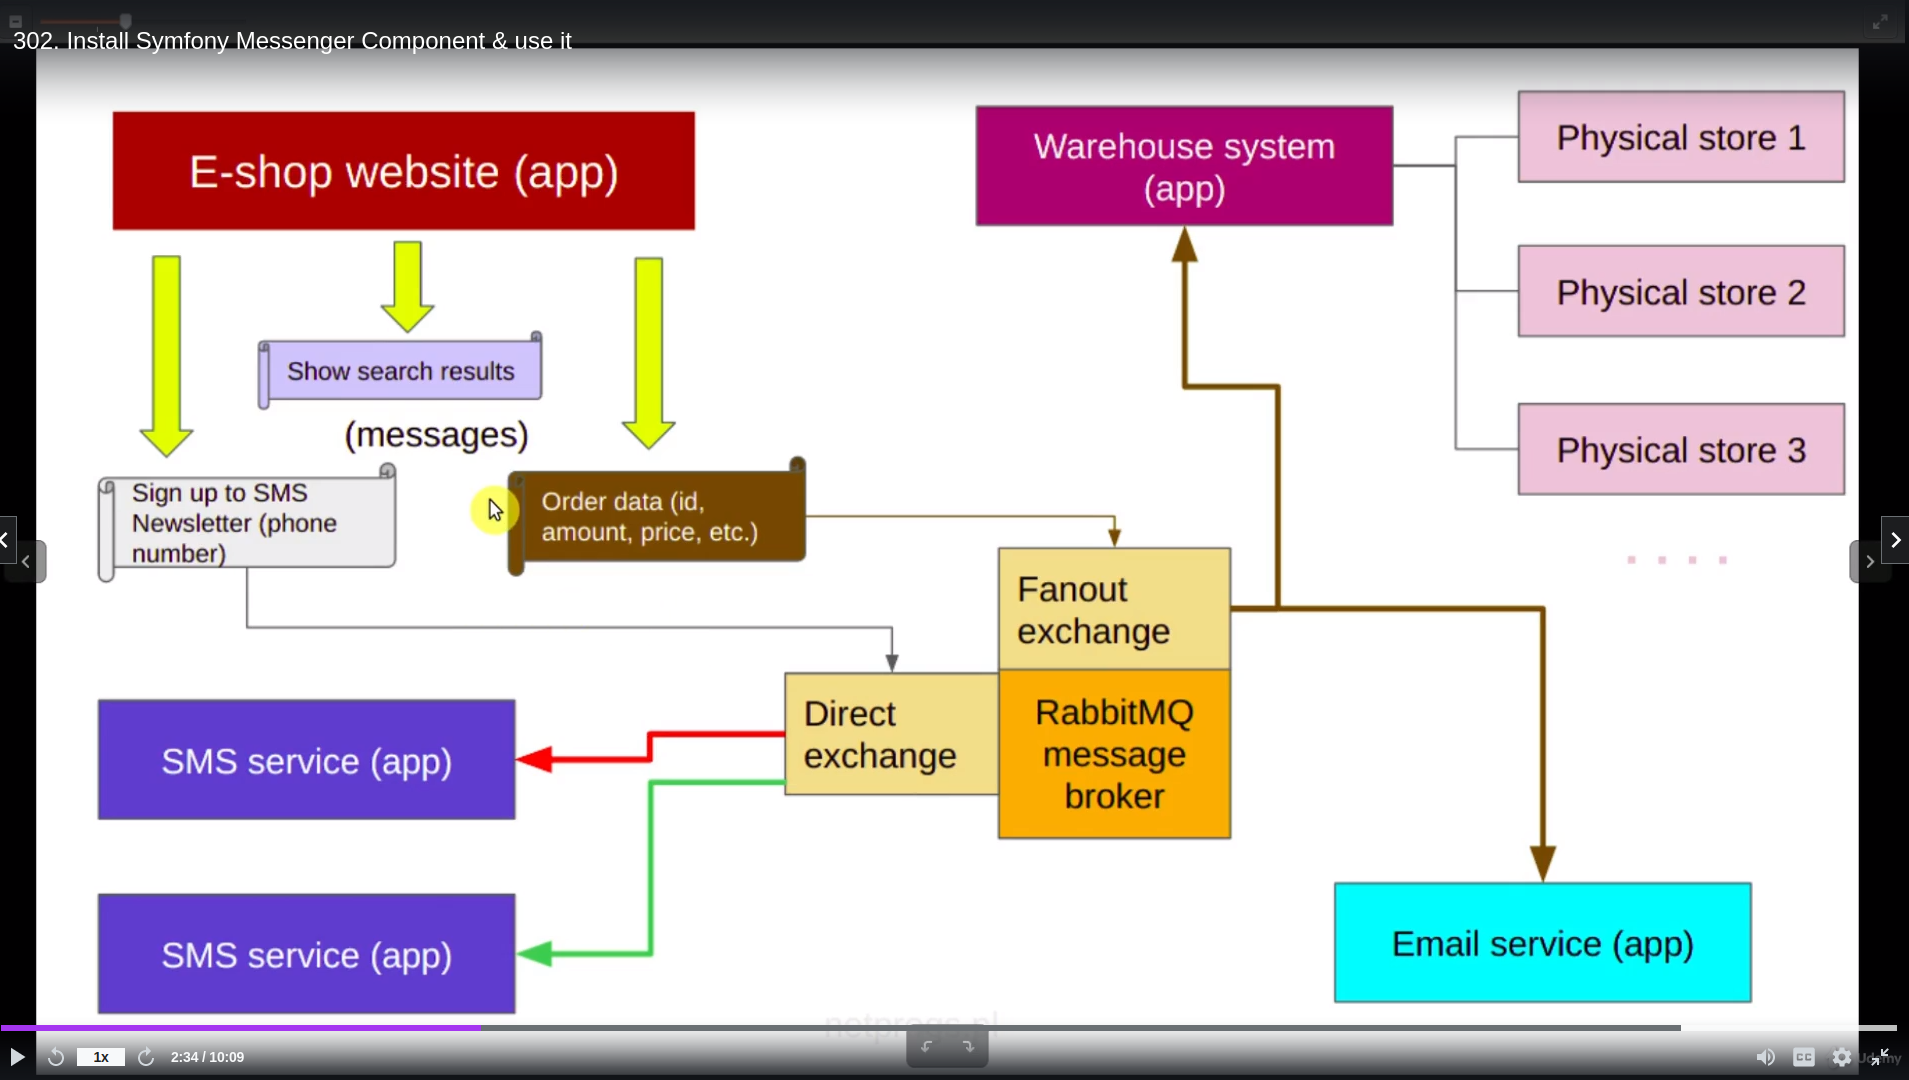 302. Install Symfony Messenger Component & use it
E-shop website (app)
Warehouse system
(app)
Physical store 1
Physical store 2
Physical store 3
Show search results
(messages)
Sign up to SMS
Newsletter (phone
number)
Order data (id,
amount, price, etc.)
Fanout
exchange
Direct
exchange
RabbitMQ
message
broker
SMS service (app)
SMS service (app)
Email service (app)
netprogs.pl
1x
2:34 / 10:09
CC
Udemy